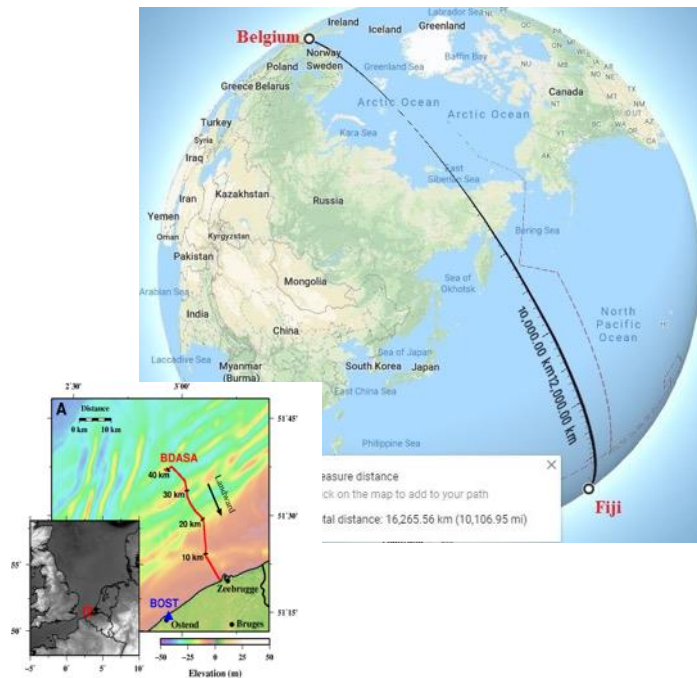 Labrador Sea
Ireland
Iceland
Greenland
Belgium
Norway
Sweden
Poland
Greenland Sea
Baffin Bay
Greece Belarus
Canada
Arctic Ocean
Arctic Ocean
Turkey
Syria
Kara Sea
Iraq
East
Siberian Sea
Iran
Kazakhstan
Russia
Yemen
Oman
Kyrgyzstan
Bering Sea
Pakistan
Mongolia
Sea of
Okhotsk
Arabian Sea
India
China
North
Pacific
Ocean
10,000.00 km
12,000.00 km
Sea of Japan
Laccadive Sea
Myanmar
(Burma)
South Korea
Japan
East China Sea
Philippine Sea
easure distance
ick on the map to add to your path
tal distance: 16,265.56 km (10,106.95 mi)
Fiji
2°30'
3°00'
A
Distance
0 km 10 km
51°45'
BDASA
40 km
30 km
Landward
20 km
51°30'
10 km
Zeebrugge
BOST
51°15'
Ostend
Bruges
55°
50°
-5°
0°
5°
10°
-50 -25 0 25 50
Elevation (m)